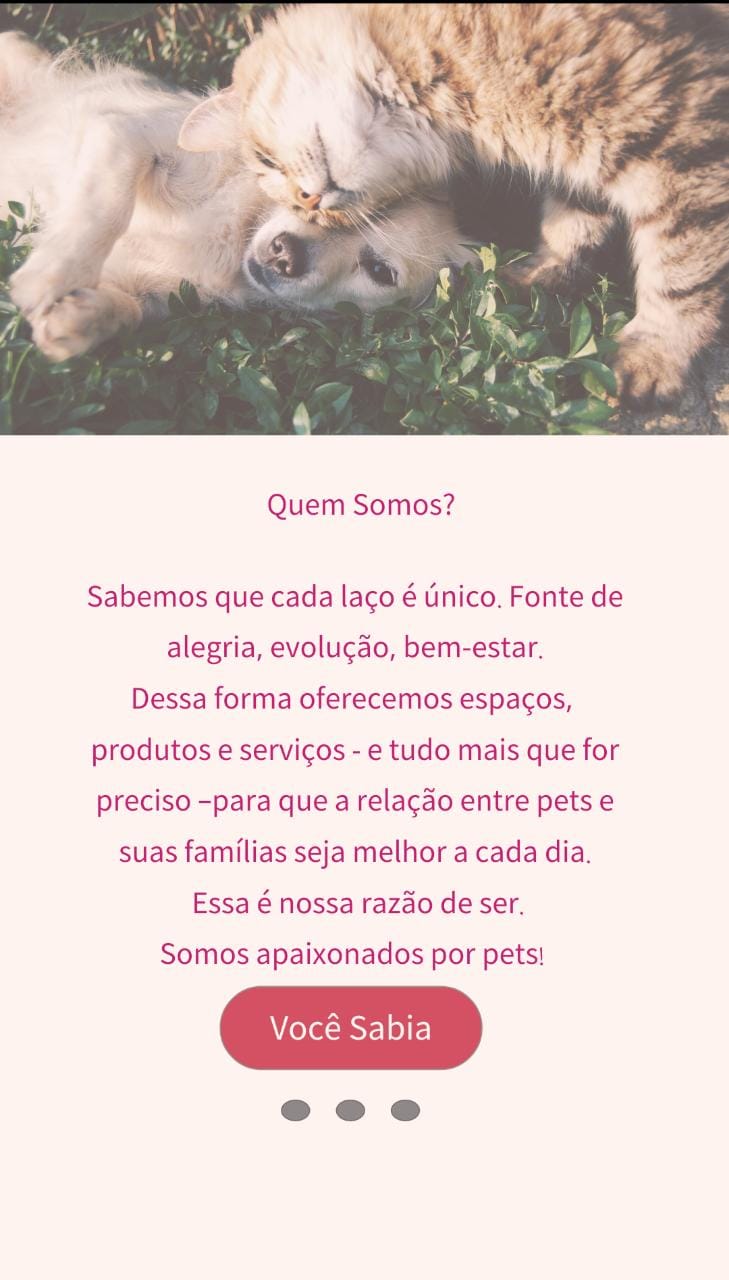 Quem Somos?
Sabemos que cada laço é único. Fonte de
alegria, evolução, bem-estar.
Dessa forma oferecemos espaços,
produtos e serviços - e tudo mais que for
preciso –para que a relação entre pets e
suas famílias seja melhor a cada dia.
Essa é nossa razão de ser.
Somos apaixonados por pets!
Você Sabia